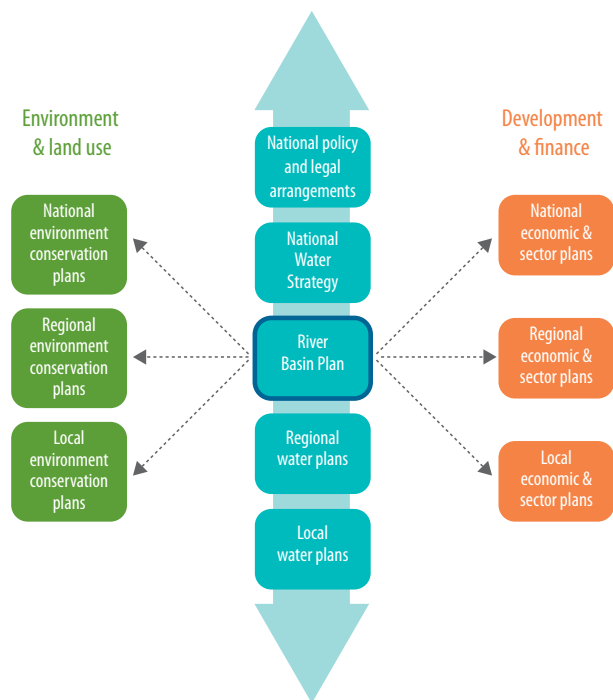 Environment
& land use
National
environment
conservation
plans
Regional
environment
conservation
plans
Local
environment
conservation
plans
National policy
and legal
arrangements
National
Water
Strategy
River
Basin Plan
Regional
water plans
Local
water plans
Development
& finance
National
economic &
sector plans
Regional
economic &
sector plans
Local
economic &
sector plans